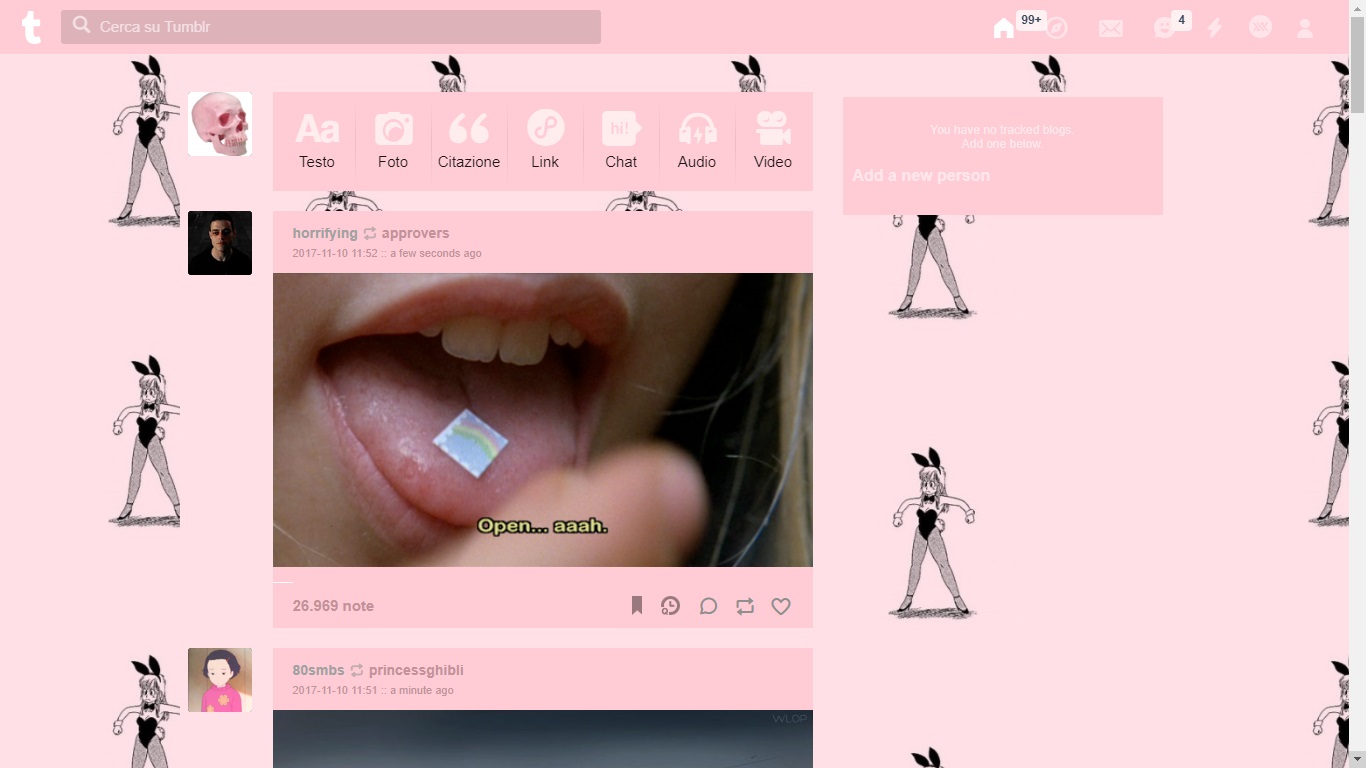 t
Cerca su Tumblr
99+
4
Aa
hi!
Testo
Foto
Citazione
Link
Chat
Audio
Video
You have no tracked blogs.
Add one below.
Add a new person
horrifying approvers
2017-11-10 11:52 :: a few seconds ago
Open... aaah.
26.969 note
80smbs princessghibli
2017-11-10 11:51 :: a minute ago
WLOP